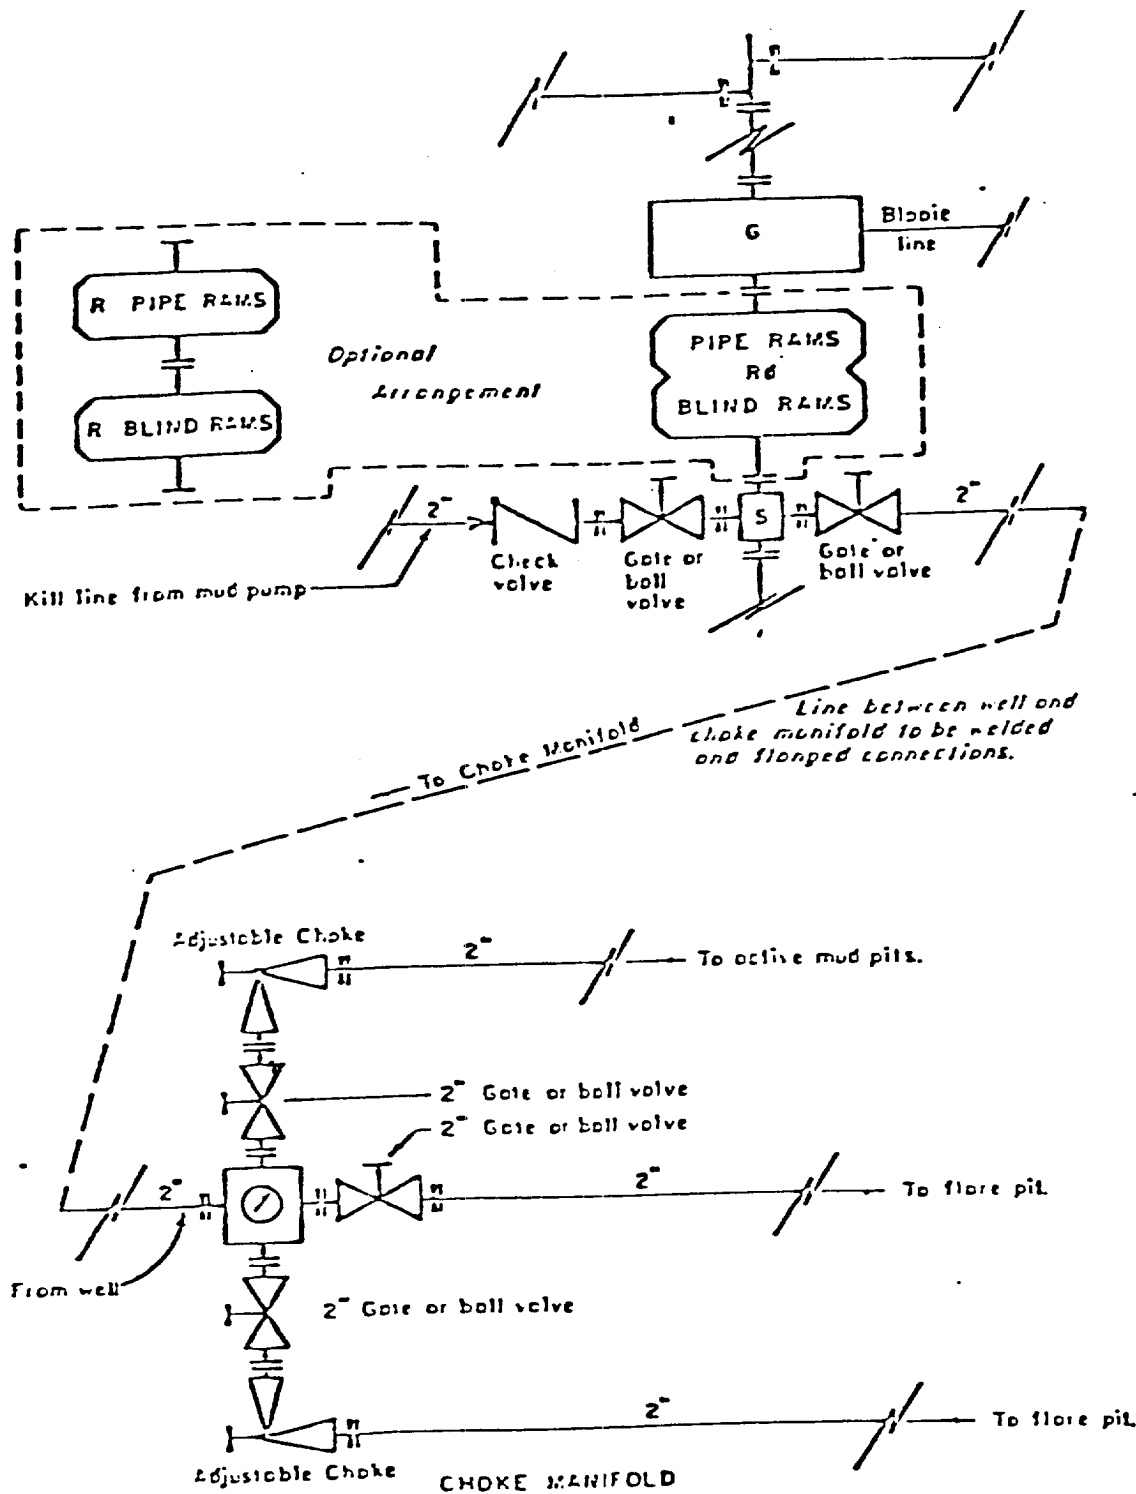 G
Blooie
line
R PIPE RAMS
Optional
Arrangement
R BLIND RAMS
PIPE RAMS
Rd
BLIND RAMS
2"
S
2"
Check
valve
Gate or
ball
valve
Gate or
ball valve
Kill line from mud pump
Line between well and
choke manifold to be welded
and flanged connections.
To Choke Manifold
Adjustable Choke
2"
To active mud pits.
2" Gate or ball valve
2" Gate or ball valve
2"
2"
To flare pit.
From well
2" Gate or ball valve
2"
To flare pit.
Adjustable Choke
CHOKE MANIFOLD